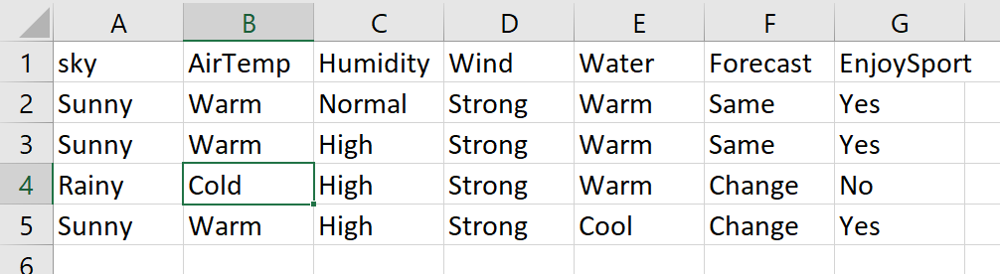 A B C D E F G
1 sky AirTemp Humidity Wind Water Forecast EnjoySport
2 Sunny Warm Normal Strong Warm Same Yes
3 Sunny Warm High Strong Warm Same Yes
4 Rainy Cold High Strong Warm Change No
5 Sunny Warm High Strong Cool Change Yes
6